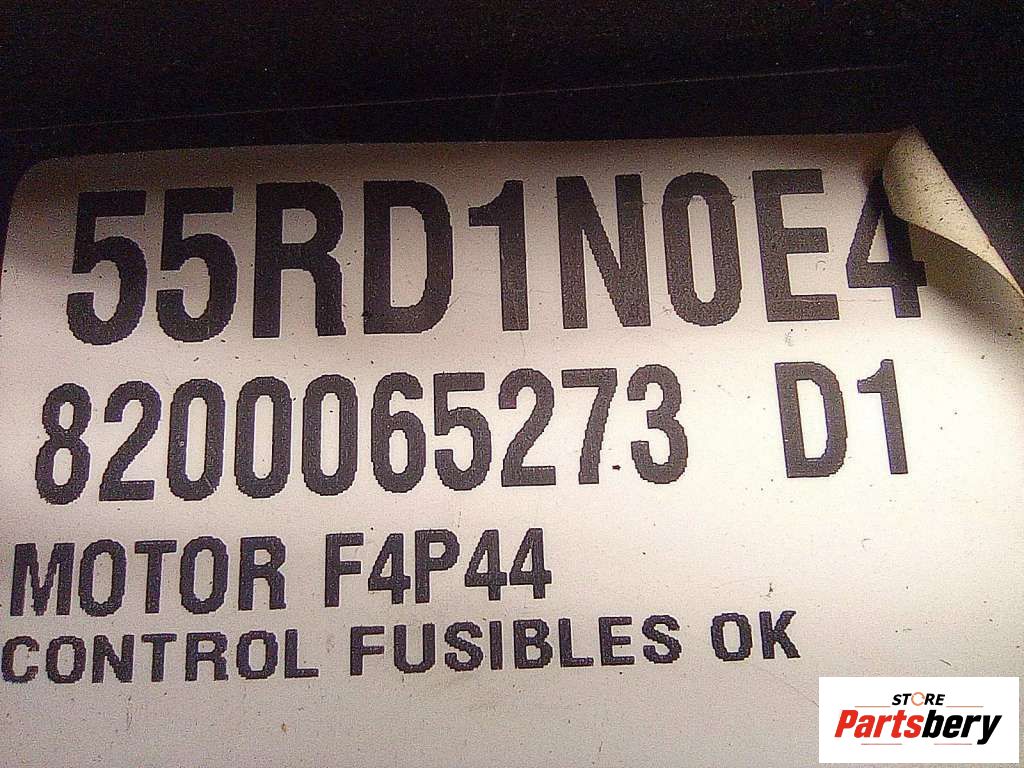 55RD1N0E4
8200065273 D1
MOTOR F4P44
CONTROL FUSIBLES OK
STORE
Partsbery